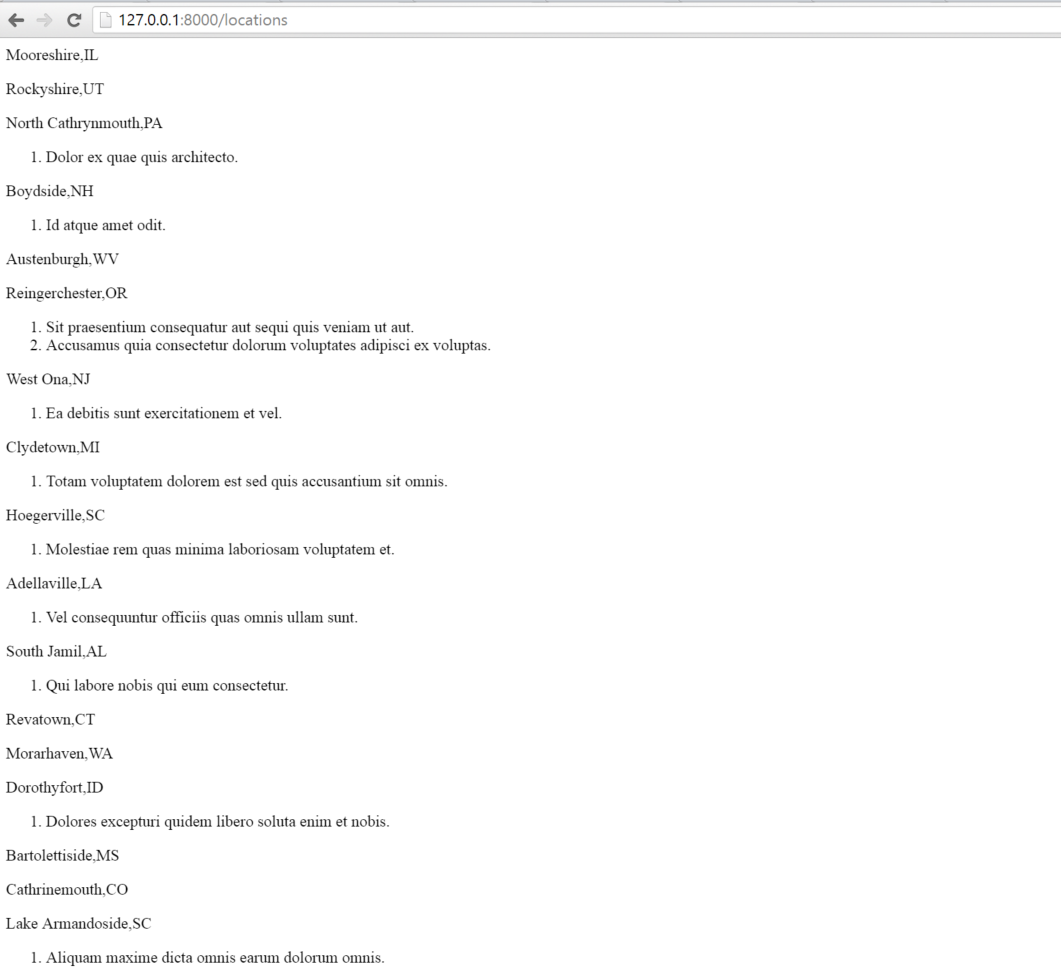 127.0.0.1:8000/locations
Mooreshire,IL
Rockyshire,UT
North Cathrynmouth,PA
1. Dolor ex quae quis architecto.
Boydside,NH
1. Id atque amet odit.
Austenburgh,WV
Reingerchester,OR
1. Sit praesentium consequatur aut sequi quis veniam ut aut.
2. Accusamus quia consectetur dolorum voluptates adipisci ex voluptas.
West Ona,NJ
1. Ea debitis sunt exercitationem et vel.
Clydetown,MI
1. Totam voluptatem dolorem est sed quis accusantium sit omnis.
Hoegerville,SC
1. Molestiae rem quas minima laboriosam voluptatem et.
Adellaville,LA
1. Vel consequuntur officiis quas omnis ullam sunt.
South Jamil,AL
1. Qui labore nobis qui eum consectetur.
Revatown,CT
Morarhaven,WA
Dorothyfort,ID
1. Dolores excepturi quidem libero soluta enim et nobis.
Bartolettiside,MS
Cathrinemouth,CO
Lake Armandoside,SC
1. Aliquam maxime dicta omnis earum dolorum omnis.